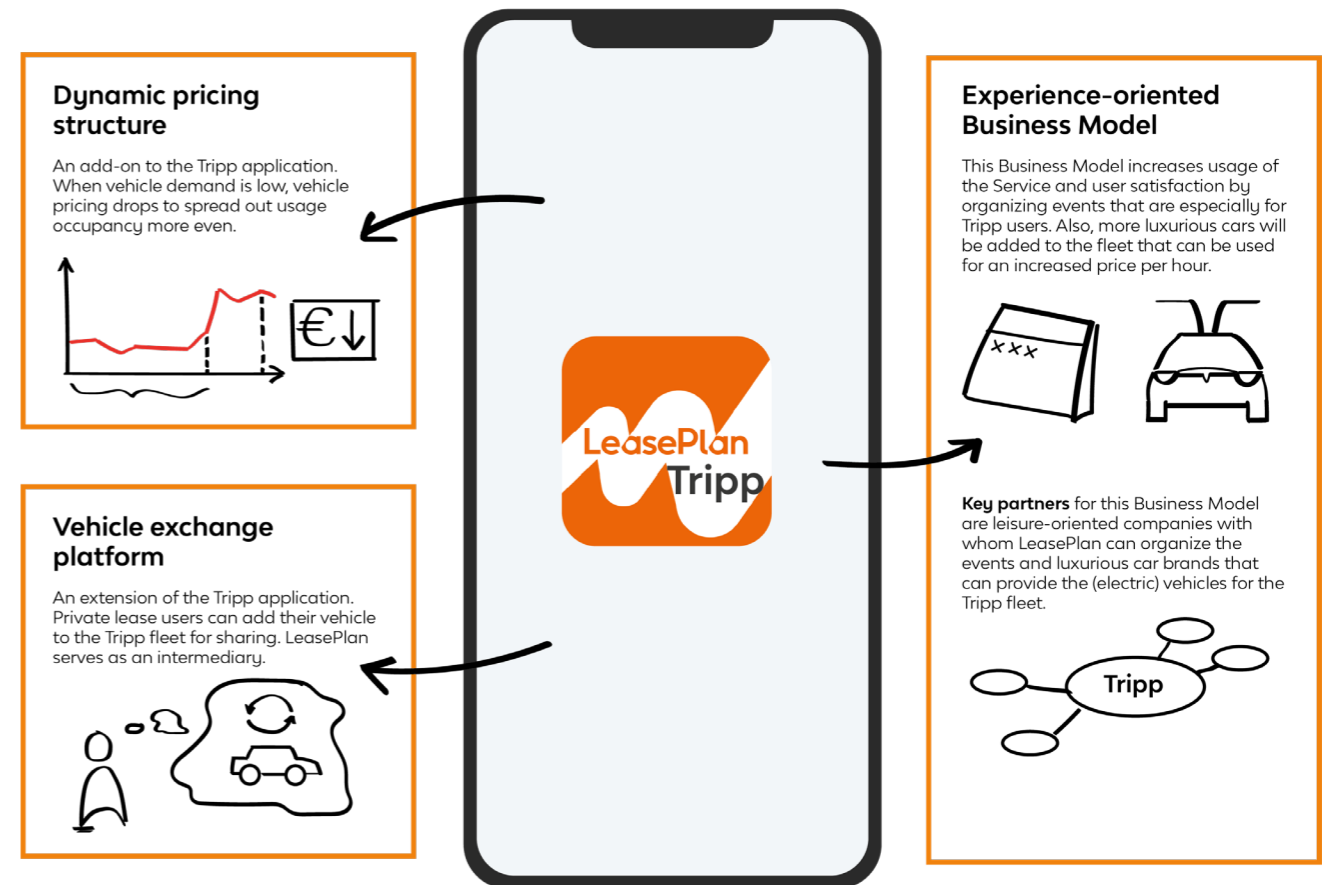 Dynamic pricing
structure
An add-on to the Tripp application.
When vehicle demand is low, vehicle
pricing drops to spread out usage
occupancy more even.
€
Vehicle exchange
platform
An extension of the Tripp application.
Private lease users can add their vehicle
to the Tripp fleet for sharing. LeasePlan
serves as an intermediary.
LeasePlan
Tripp
Experience-oriented
Business Model
This Business Model increases usage of
the Service and user satisfaction by
organizing events that are especially for
Tripp users. Also, more luxurious cars will
be added to the fleet that can be used
for an increased price per hour.
xxx
Key partners for this Business Model
are leisure-oriented companies with
whom LeasePlan can organize the
events and luxurious car brands that
can provide the (electric) vehicles for the
Tripp fleet.
Tripp